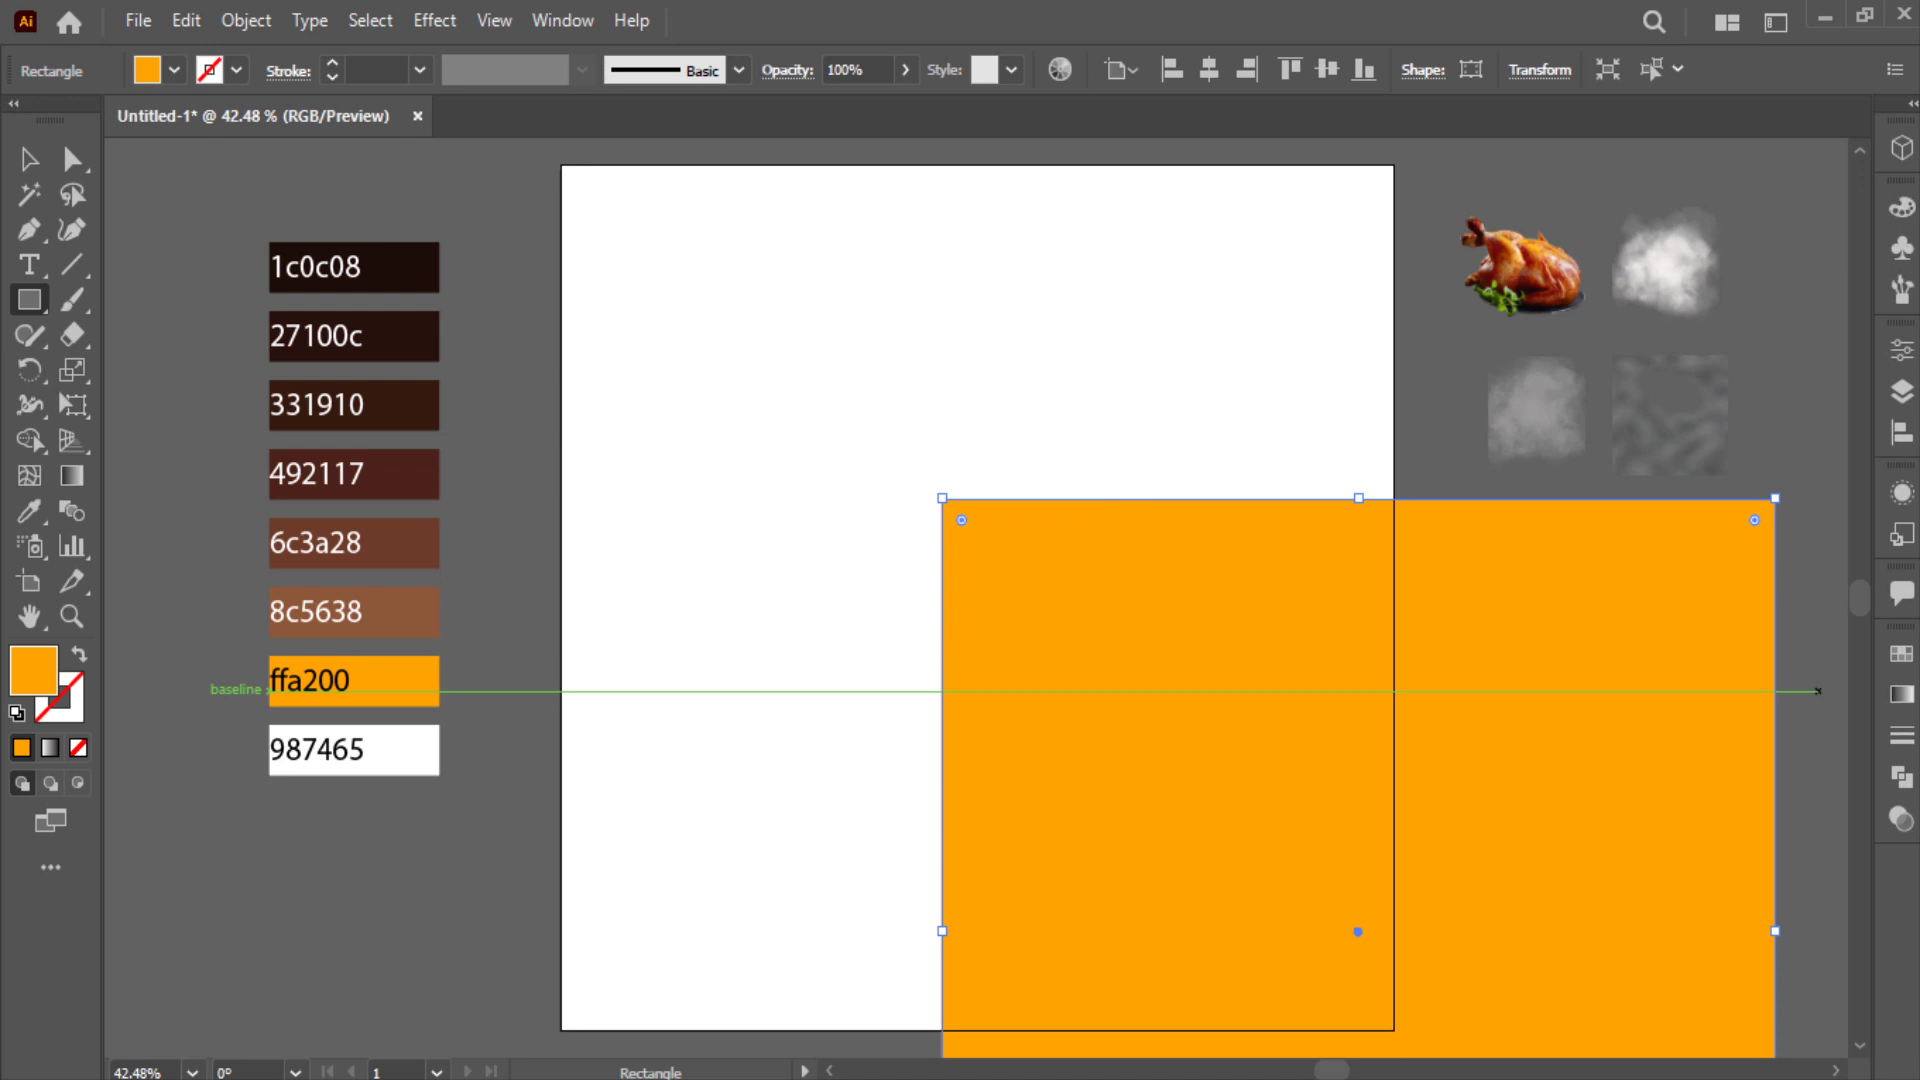 Ai File Edit Object Type Select Effect View Window Help
Rectangle Stroke: Basic Opacity: 100% Style: Shape: Transform
Untitled-1* @ 42.48 % (RGB/Preview) ×
1c0c08
27100c
331910
492117
6c3a28
8c5638
baseline ffa200
987465
42.48% 0° 1 Rectangle